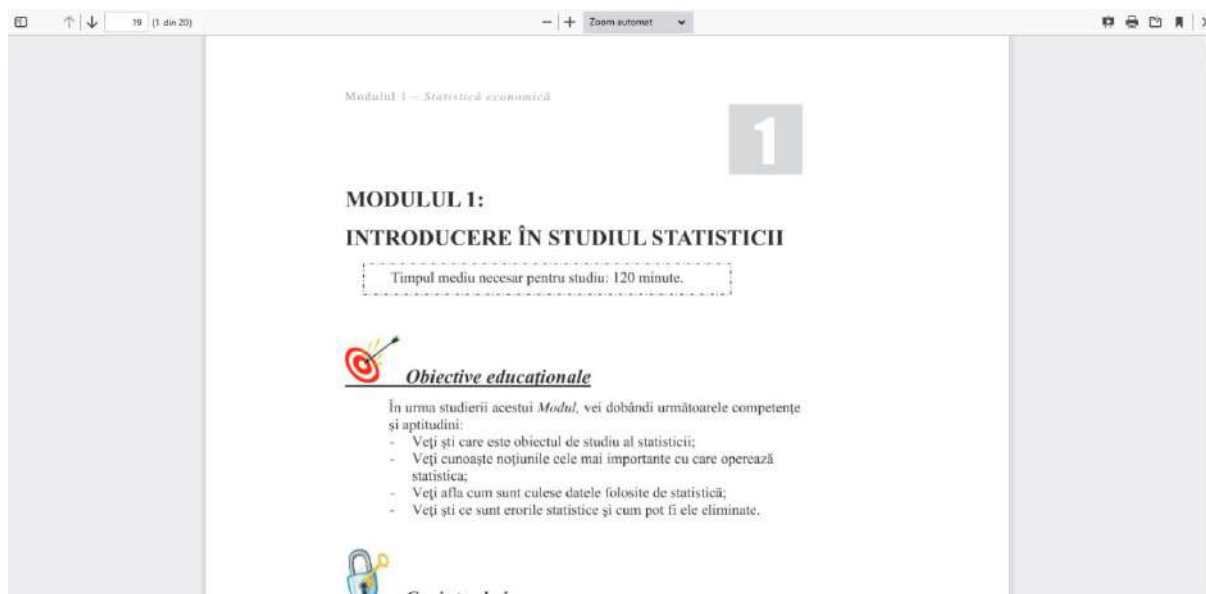 19 (1 din 20)
Zoom automat
Modulul 1 – Statistică economică
1
MODULUL 1:
INTRODUCERE ÎN STUDIUL STATISTICII
Timpul mediu necesar pentru studiu: 120 minute.
Obiective educaționale
În urma studierii acestui Modul, vei dobândi următoarele competențe
și aptitudini:
- Veți ști care este obiectul de studiu al statisticii;
- Veți cunoaște noțiunile cele mai importante cu care operează
statistica;
- Veți afla cum sunt culese datele folosite de statistică;
- Veți ști ce sunt erorile statistice și cum pot fi ele eliminate.